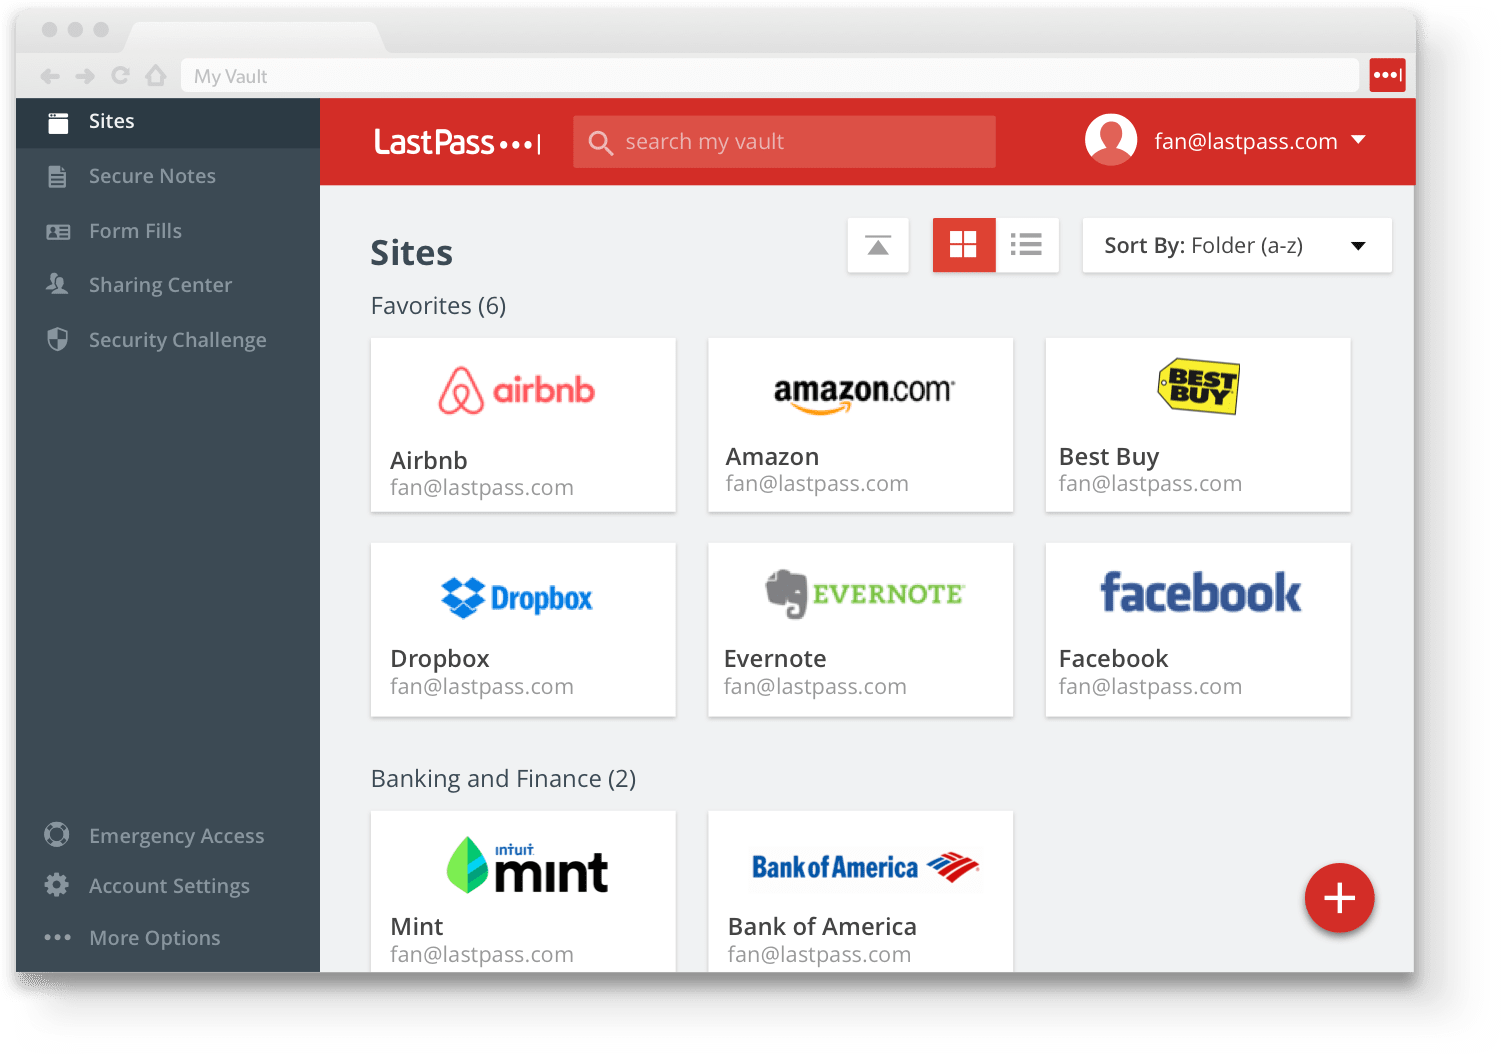 My Vault
Sites
Secure Notes
Form Fills
Sharing Center
Security Challenge
Emergency Access
Account Settings
More Options
LastPass
search my vault
fan@lastpass.com
Sites
Sort By: Folder (a-z)
Favorites (6)
airbnb
Airbnb
fan@lastpass.com
amazon.com
Amazon
fan@lastpass.com
BEST
BUY
Best Buy
fan@lastpass.com
Dropbox
Dropbox
fan@lastpass.com
EVERNOTE
Evernote
fan@lastpass.com
facebook
Facebook
fan@lastpass.com
Banking and Finance (2)
intuit
mint
Mint
fan@lastpass.com
Bank of America
Bank of America
fan@lastpass.com